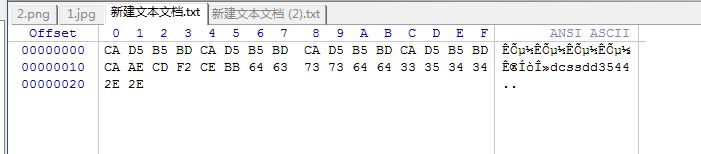 2.png 1.jpg 新建文本文档.txt 新建文本文档 (2).txt
Offset 0 1 2 3 4 5 6 7 8 9 A B C D E F ANSI ASCII
00000000 CA D5 B5 BD CA D5 B5 BD CA D5 B5 BD CA D5 B5 BD ÊÕµ½ÊÕµ½ÊÕµ½ÊÕµ½
00000010 CA AE CD F2 CE BB 64 63 73 73 64 64 33 35 34 34 Ê®ÍòÎ»dcssdd3544
00000020 2E 2E ..